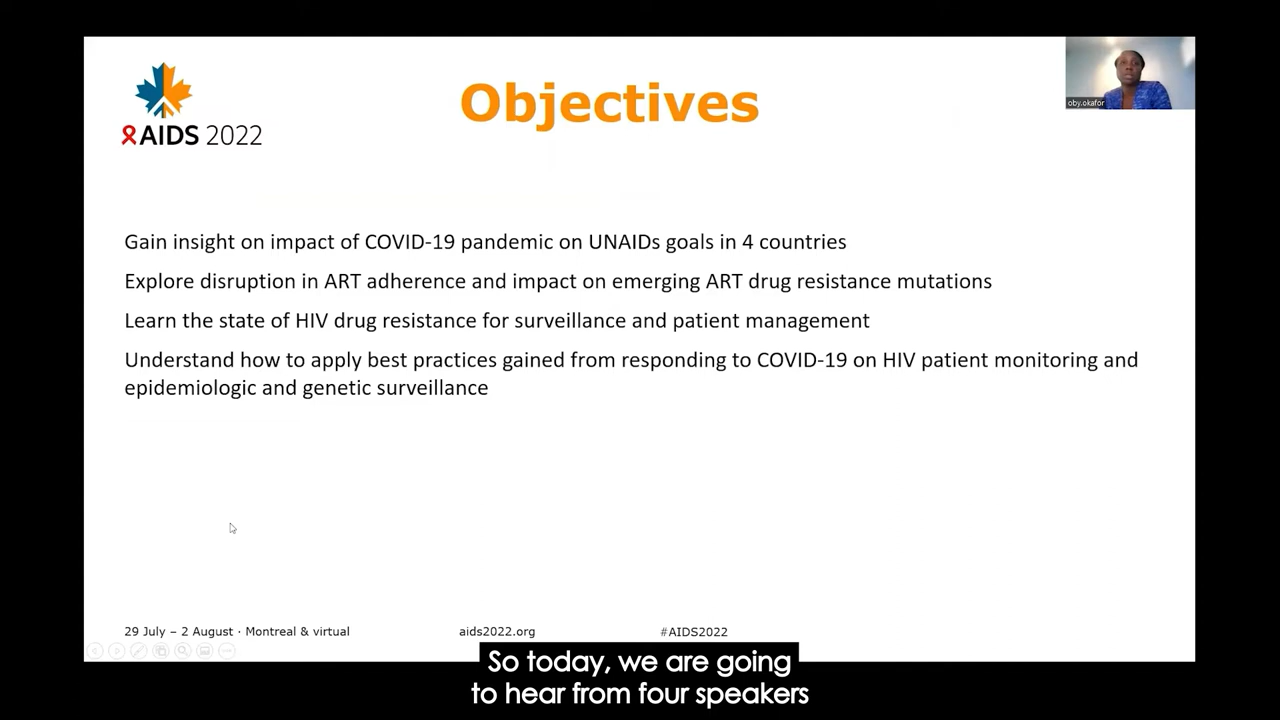 Objectives
AIDS 2022
oby.okafor
Gain insight on impact of COVID-19 pandemic on UNAIDs goals in 4 countries
Explore disruption in ART adherence and impact on emerging ART drug resistance mutations
Learn the state of HIV drug resistance for surveillance and patient management
Understand how to apply best practices gained from responding to COVID-19 on HIV patient monitoring and
epidemiologic and genetic surveillance
29 July – 2 August · Montreal & virtual
aids2022.org
#AIDS2022
So today, we are going
to hear from four speakers